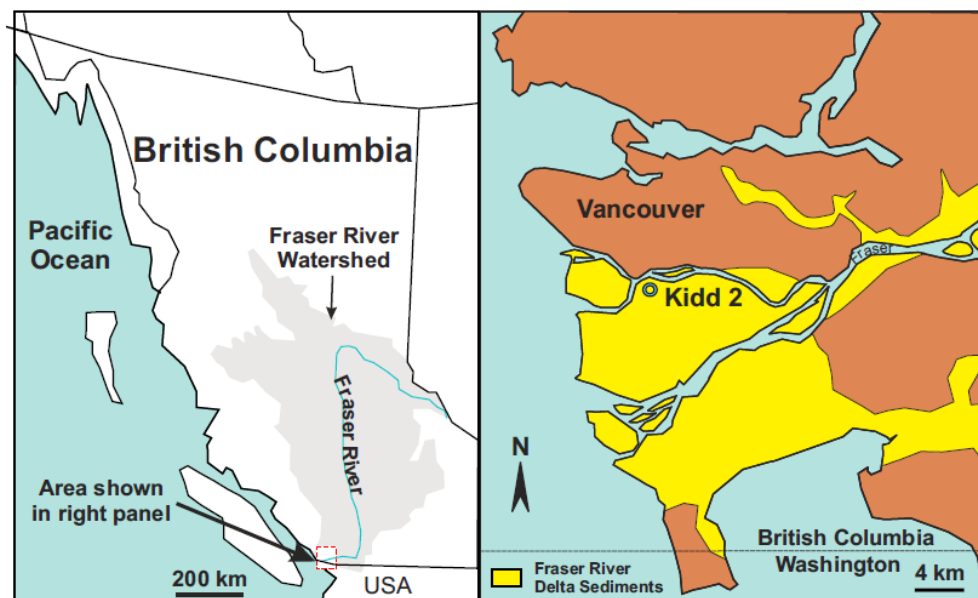 British Columbia
Pacific
Ocean
Fraser River
Watershed
Fraser River
Area shown
in right panel
200 km
USA
Vancouver
Fraser
Kidd 2
N
British Columbia
Washington
Fraser River
Delta Sediments
4 km